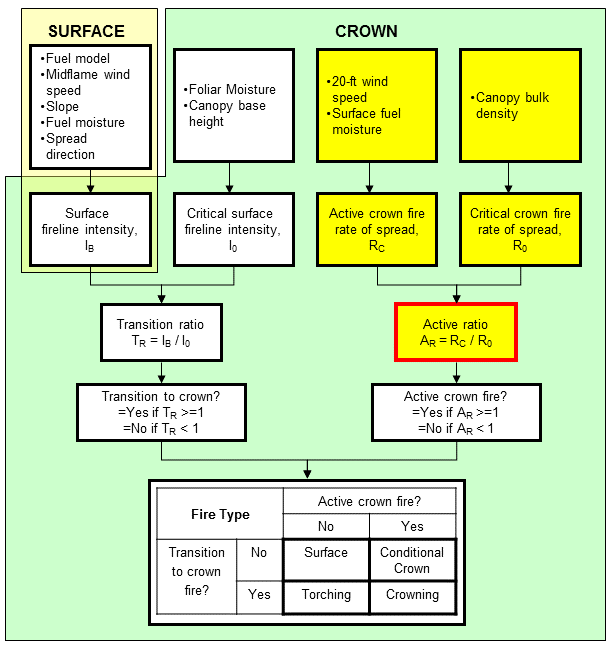 SURFACE
CROWN
•Fuel model
•Midflame wind
speed
•Slope
•Fuel moisture
•Spread
direction
•Foliar Moisture
•Canopy base
height
•20-ft wind
speed
•Surface fuel
moisture
•Canopy bulk
density
Surface
fireline intensity,
I_B
Critical surface
fireline intensity,
I_0
Active crown fire
rate of spread,
R_C
Critical crown fire
rate of spread,
R_0
Transition ratio
T_R = I_B / I_0
Active ratio
A_R = R_C / R_0
Transition to crown?
=Yes if T_R >=1
=No if T_R < 1
Active crown fire?
=Yes if A_R >=1
=No if A_R < 1
Fire Type
Active crown fire?
No
Yes
Transition
to crown
fire?
No
Surface
Conditional
Crown
Yes
Torching
Crowning